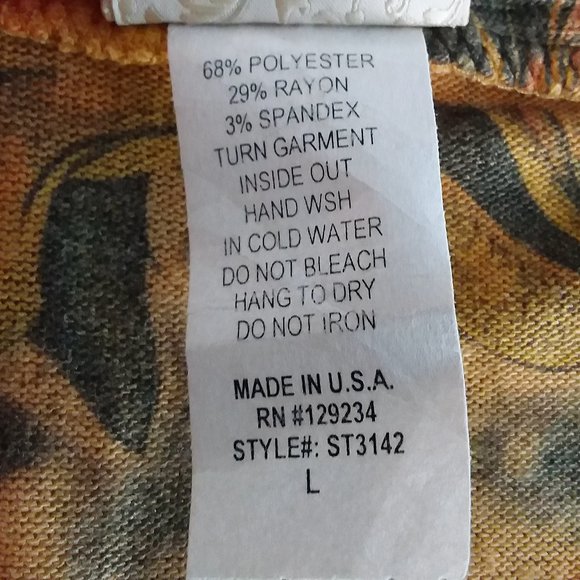 68% POLYESTER
29% RAYON
3% SPANDEX
TURN GARMENT
INSIDE OUT
HAND WSH
IN COLD WATER
DO NOT BLEACH
HANG TO DRY
DO NOT IRON
MADE IN U.S.A.
RN #129234
STYLE#: ST3142
L